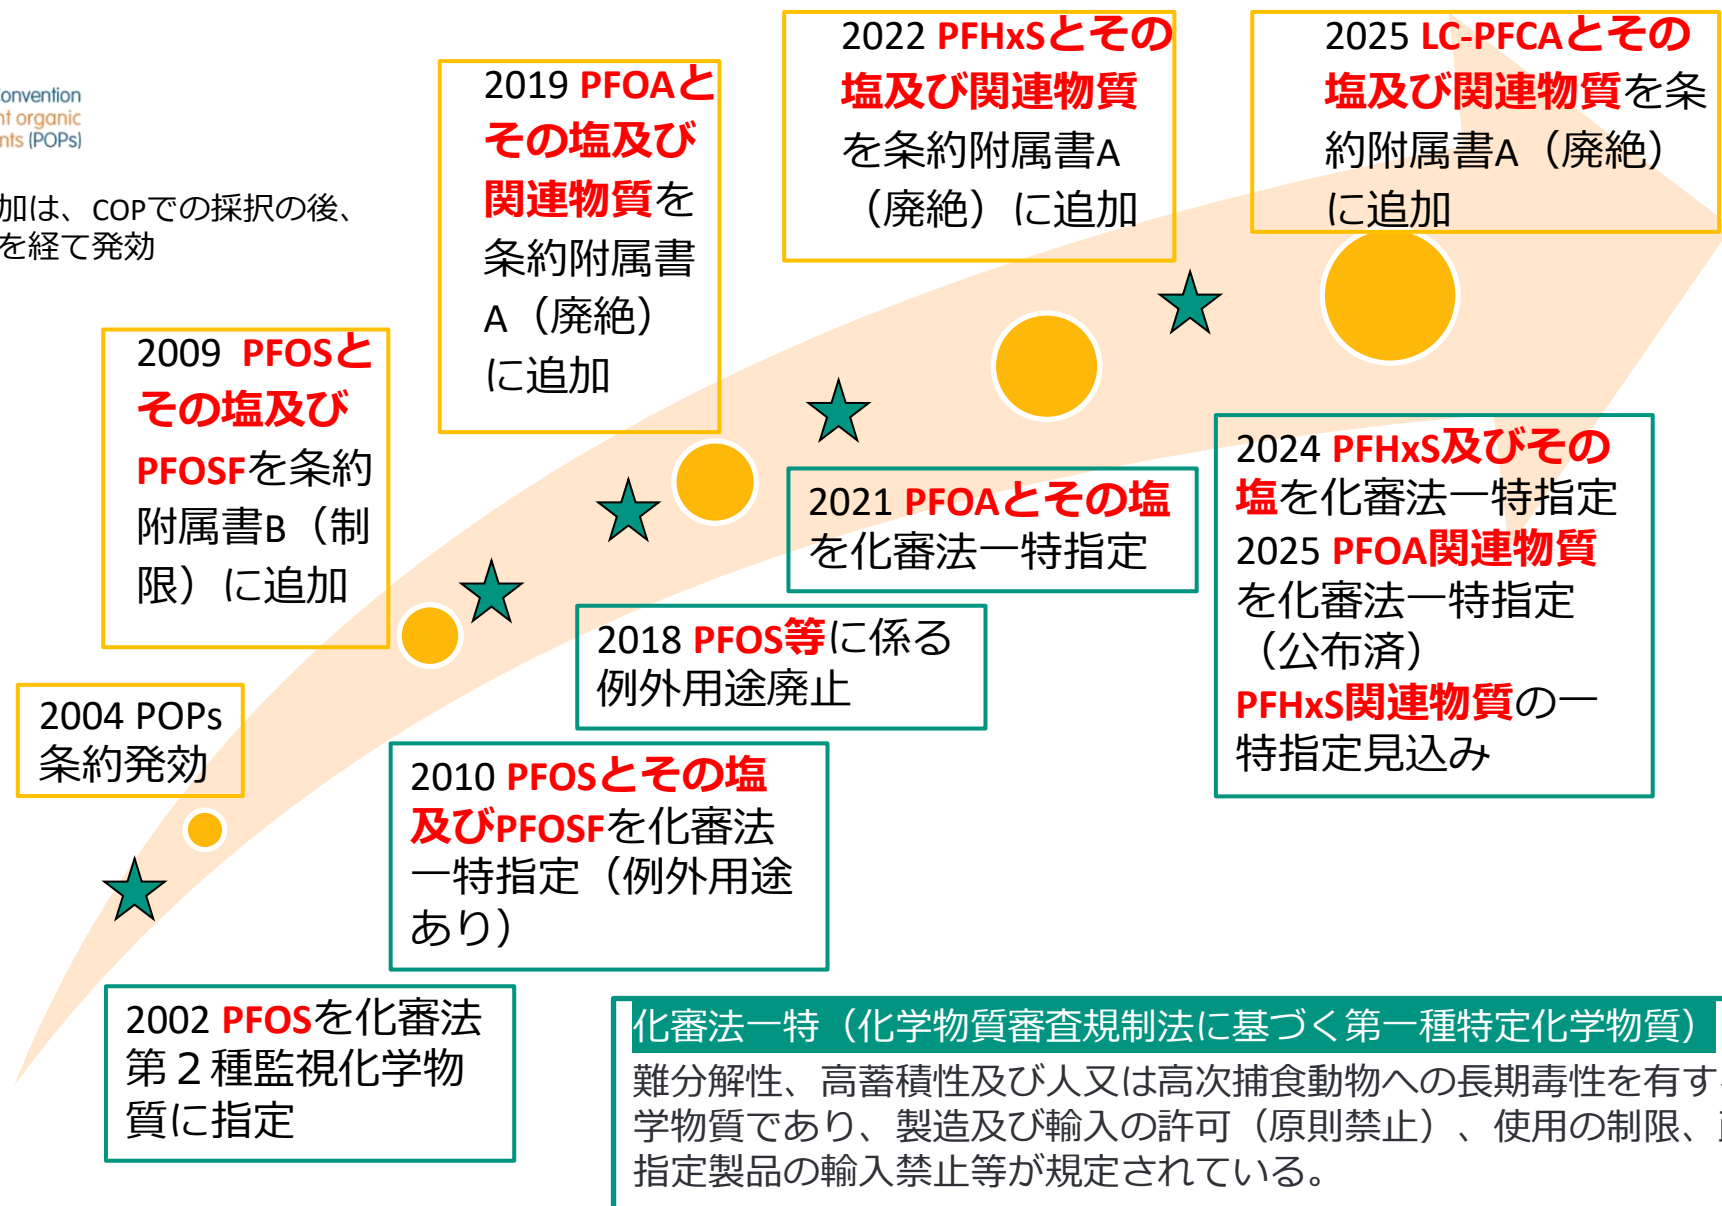 onvention
nt organic
nts (POPs)
加は、COPでの採択の後、
を経て発効
2004 POPs
条約発効
2009 PFOSと
その塩及び
PFOSFを条約
附属書B（制
限）に追加
2019 PFOAと
その塩及び
関連物質を
条約附属書
A（廃絶）
に追加
2022 PFHxSとその
塩及び関連物質
を条約附属書A
（廃絶）に追加
2025 LC-PFCAとその
塩及び関連物質を条
約附属書A（廃絶）
に追加
2002 PFOSを化審法
第２種監視化学物
質に指定
2010 PFOSとその塩
及びPFOSFを化審法
一特指定（例外用途
あり）
2018 PFOS等に係る
例外用途廃止
2021 PFOAとその塩
を化審法一特指定
2024 PFHxS及びその
塩を化審法一特指定
2025 PFOA関連物質
を化審法一特指定
（公布済）
PFHxS関連物質の一
特指定見込み
化審法一特（化学物質審査規制法に基づく第一種特定化学物質）
難分解性、高蓄積性及び人又は高次捕食動物への長期毒性を有す
学物質であり、製造及び輸入の許可（原則禁止）、使用の制限、
指定製品の輸入禁止等が規定されている。